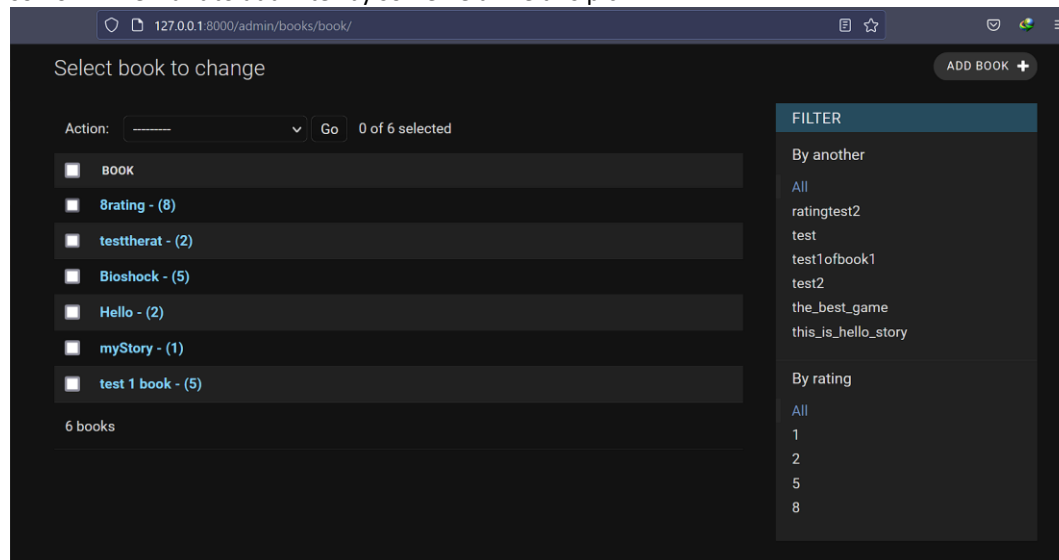 127.0.0.1:8000/admin/books/book/
Select book to change
ADD BOOK +
Action: --------- Go 0 of 6 selected
BOOK
8rating - (8)
testtherat - (2)
Bioshock - (5)
Hello - (2)
myStory - (1)
test 1 book - (5)
6 books
FILTER
By another
All
ratingtest2
test
test1ofbook1
test2
the_best_game
this_is_hello_story
By rating
All
1
2
5
8